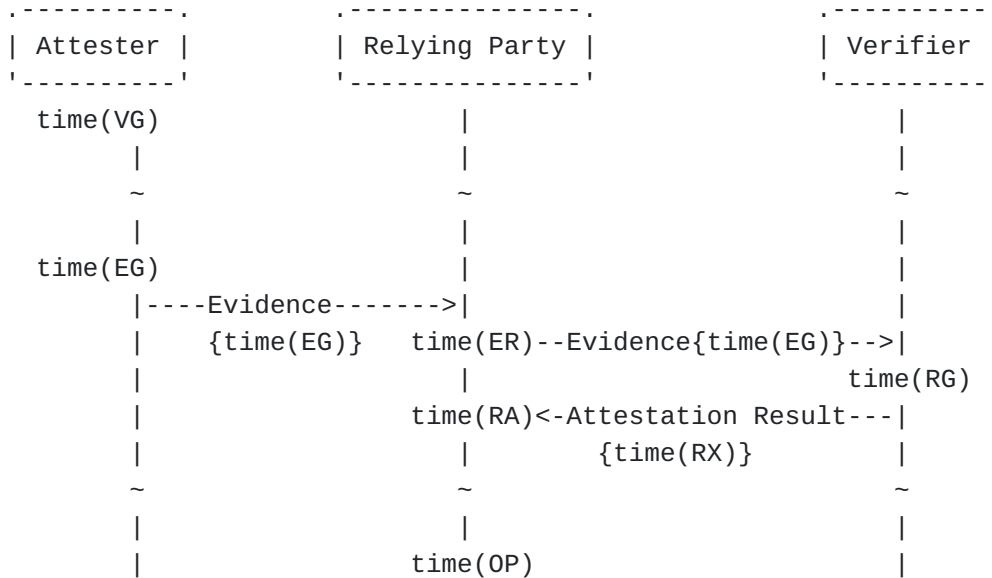 .----------. .---------------. .----------
| Attester | | Relying Party | | Verifier
'----------' '---------------' '----------
time(VG) | |
| | |
~ ~ ~
| | |
time(EG) | |
|----Evidence------->| |
| {time(EG)} time(ER)--Evidence{time(EG)}-->|
| | time(RG)
| time(RA)<-Attestation Result---|
| | {time(RX)} |
~ ~ ~
| | |
| time(OP) |